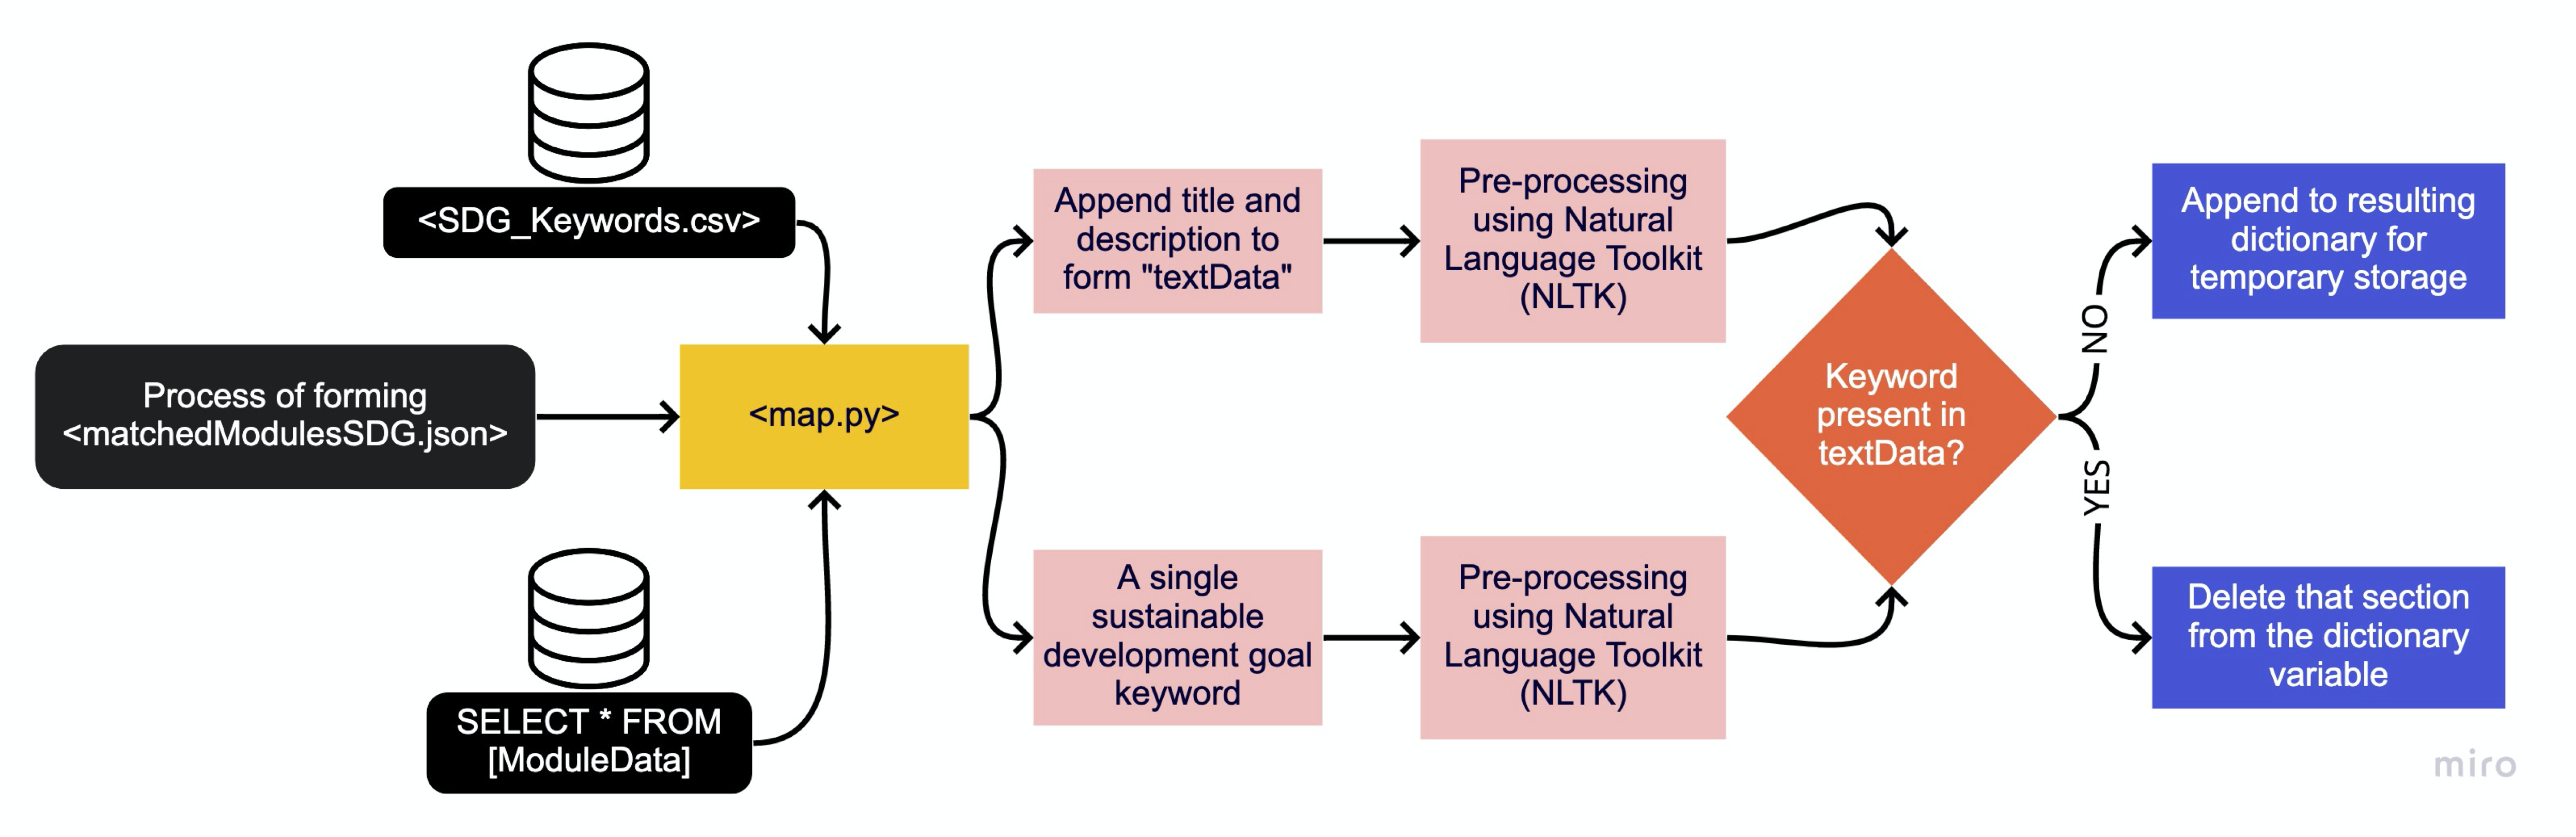 <SDG_Keywords.csv>
Process of forming
<matchedModulesSDG.json>
SELECT * FROM
[ModuleData]
<map.py>
Append title and
description to
form "textData"
Pre-processing
using Natural
Language Toolkit
(NLTK)
A single
sustainable
development goal
keyword
Pre-processing
using Natural
Language Toolkit
(NLTK)
Keyword
present in
textData?
NO
YES
Append to resulting
dictionary for
temporary storage
Delete that section
from the dictionary
variable
miro